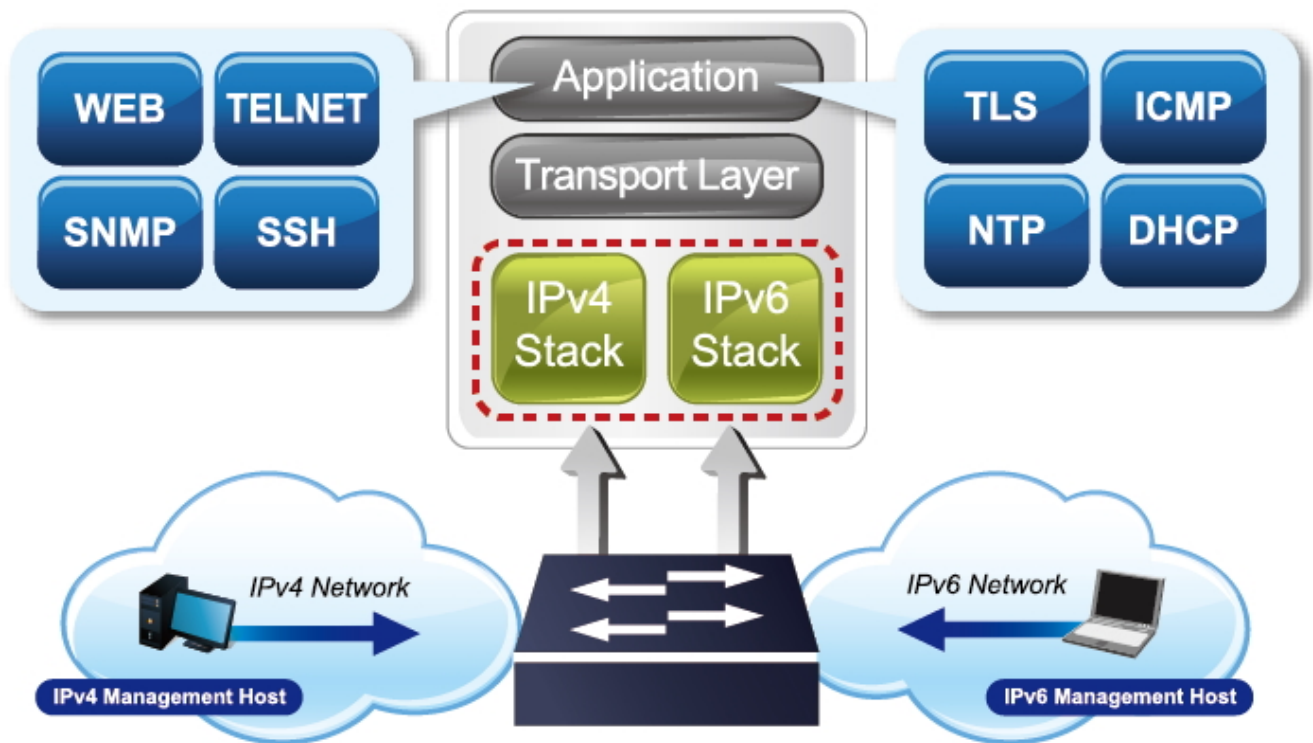 WEB
TELNET
SNMP
SSH
Application
Transport Layer
IPv4
Stack
IPv6
Stack
TLS
ICMP
NTP
DHCP
IPv4 Network
IPv4 Management Host
IPv6 Network
IPv6 Management Host